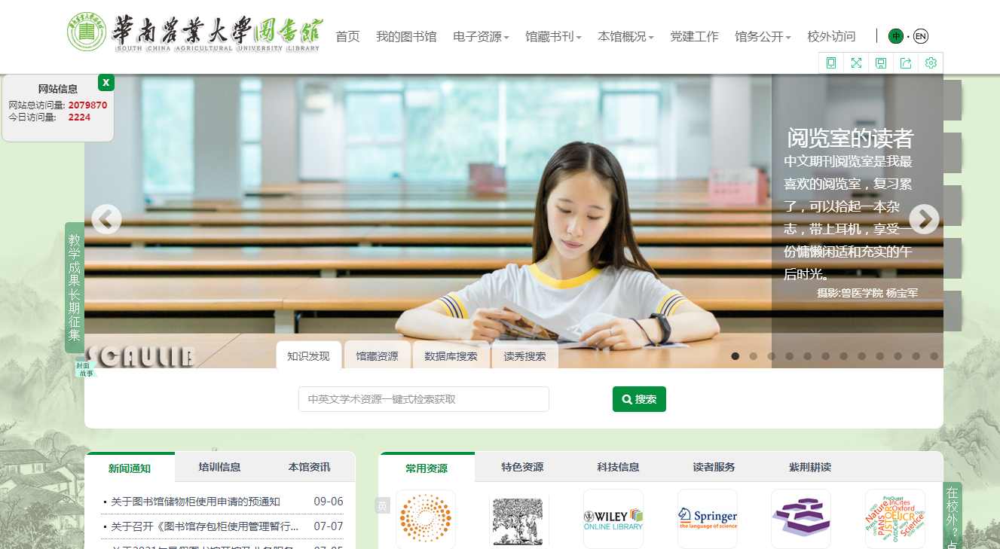 華南農業大學圖書館
SOUTH CHINA AGRICULTURAL UNIVERSITY LIBRARY
首页 我的图书馆 电子资源 馆藏书刊 本馆概况 党建工作 馆务公开 校外访问 中 · EN
网站信息 X
网站总访问量: 2079870
今日访问量: 2224
阅览室的读者
中文期刊阅览室是我最
喜欢的阅览室，复习累
了，可以拾起一本杂
志，带上耳机，享受一
份慵懒闲适和充实的午
后时光。
摄影:兽医学院 杨宝军
教学成果长期征集
SCAULIB
封面
故事
知识发现 馆藏资源 数据库搜索 读秀搜索
中英文学术资源一键式检索获取 搜索
新闻通知 培训信息 本馆资讯
关于图书馆储物柜使用申请的预通知 09-06
关于召开《图书馆存包柜使用管理暂行... 07-07
常用资源 特色资源 科技信息 读者服务 紫荆耕读
英
WILEY
ONLINE LIBRARY
Springer
the language of science
ProQuest
Nature InCites
Oxford
PANS
JSTOR
EI JCR
OVID
Science
在校外？点